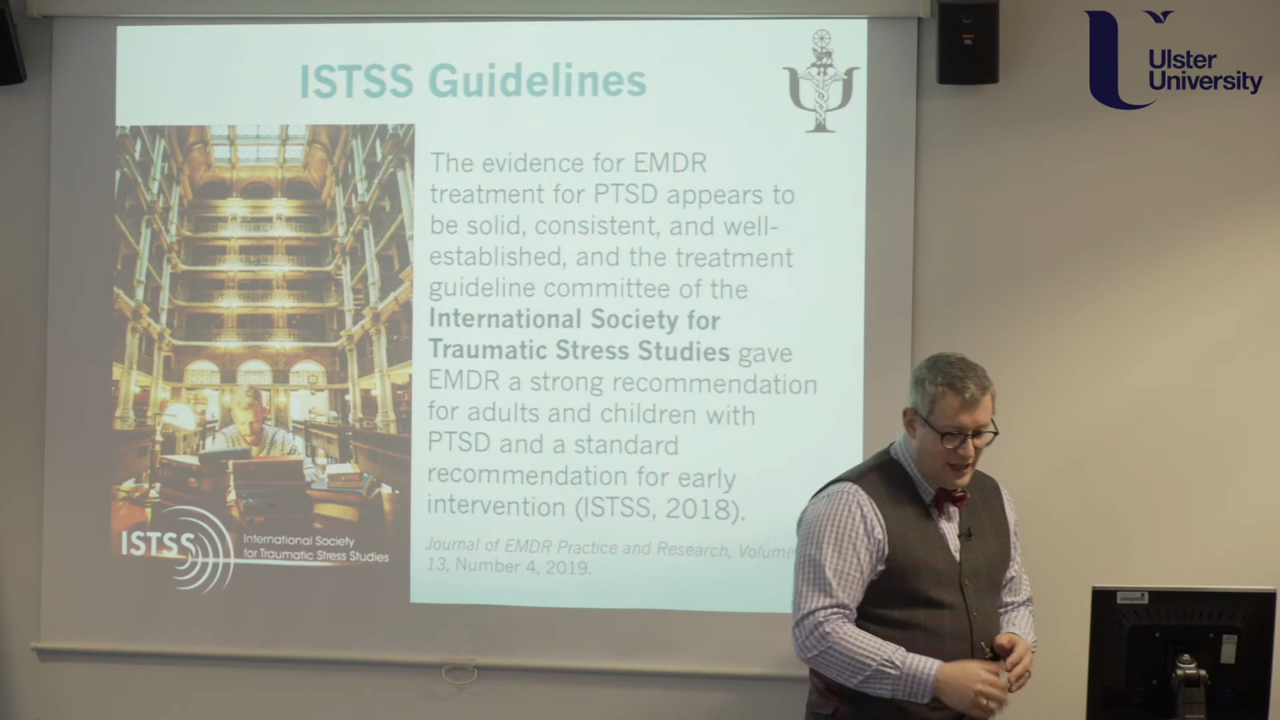 ISTSS Guidelines
The evidence for EMDR
treatment for PTSD appears to
be solid, consistent, and well-
established, and the treatment
guideline committee of the
International Society for
Traumatic Stress Studies gave
EMDR a strong recommendation
for adults and children with
PTSD and a standard
recommendation for early
intervention (ISTSS, 2018).
Journal of EMDR Practice and Research, Volume
13, Number 4, 2019.
ISTSS
International Society
for Traumatic Stress Studies
Ulster
University